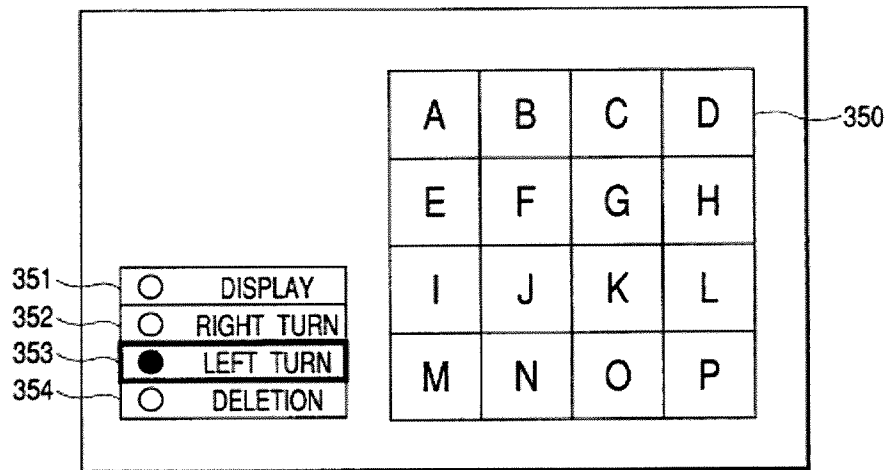 A B C D
350
E F G H
I J K L
M N O P
351 DISPLAY
352 RIGHT TURN
353 LEFT TURN
354 DELETION